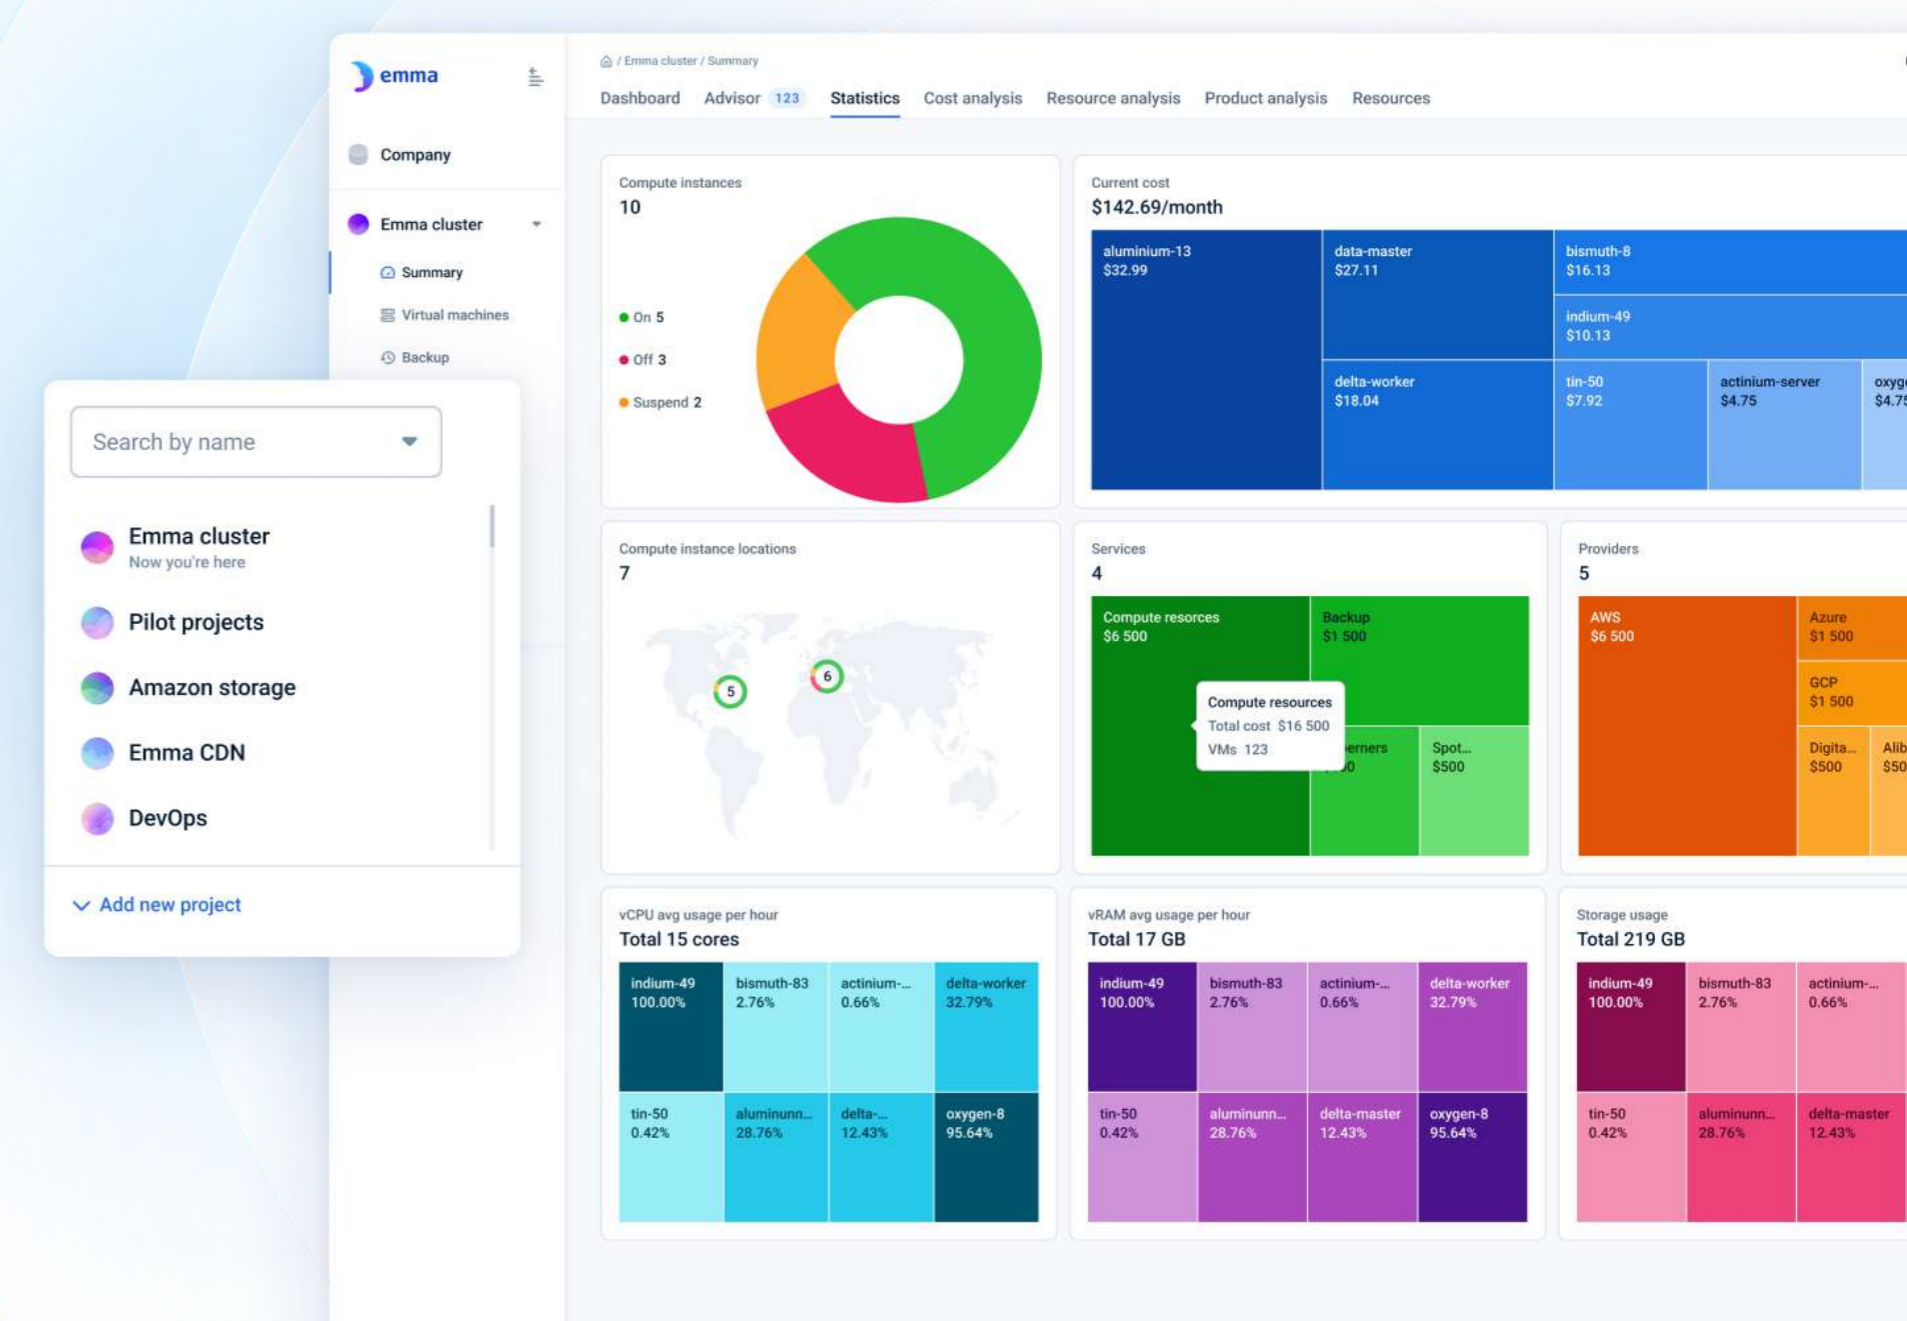 emma
Company
Emma cluster
Summary
Virtual machines
Backup
Search by name
Emma cluster
Now you're here
Pilot projects
Amazon storage
Emma CDN
DevOps
Add new project
/ Emma cluster / Summary
Dashboard Advisor 123 Statistics Cost analysis Resource analysis Product analysis Resources
Compute instances
10
On 5
Off 3
Suspend 2
Current cost
$142.69/month
aluminium-13
$32.99
data-master
$27.11
bismuth-8
$16.13
indium-49
$10.13
delta-worker
$18.04
tin-50
$7.92
actinium-server
$4.75
$4.75
Compute instance locations
7
5
6
Services
4
Compute resorces
$6 500
Backup
$1 500
Compute resources
Total cost $16 500
VMs 123
Spot...
$500
Providers
5
AWS
$6 500
Azure
$1 500
GCP
$1 500
Digita...
$500
Alib
$50
vCPU avg usage per hour
Total 15 cores
indium-49
100.00%
bismuth-83
2.76%
actinium-...
0.66%
delta-worker
32.79%
tin-50
0.42%
aluminunn...
28.76%
delta-...
12.43%
oxygen-8
95.64%
vRAM avg usage per hour
Total 17 GB
indium-49
100.00%
bismuth-83
2.76%
actinium-...
0.66%
delta-worker
32.79%
tin-50
0.42%
aluminunn...
28.76%
delta-master
12.43%
oxygen-8
95.64%
Storage usage
Total 219 GB
indium-49
100.00%
bismuth-83
2.76%
actinium-...
0.66%
tin-50
0.42%
aluminunn...
28.76%
delta-master
12.43%